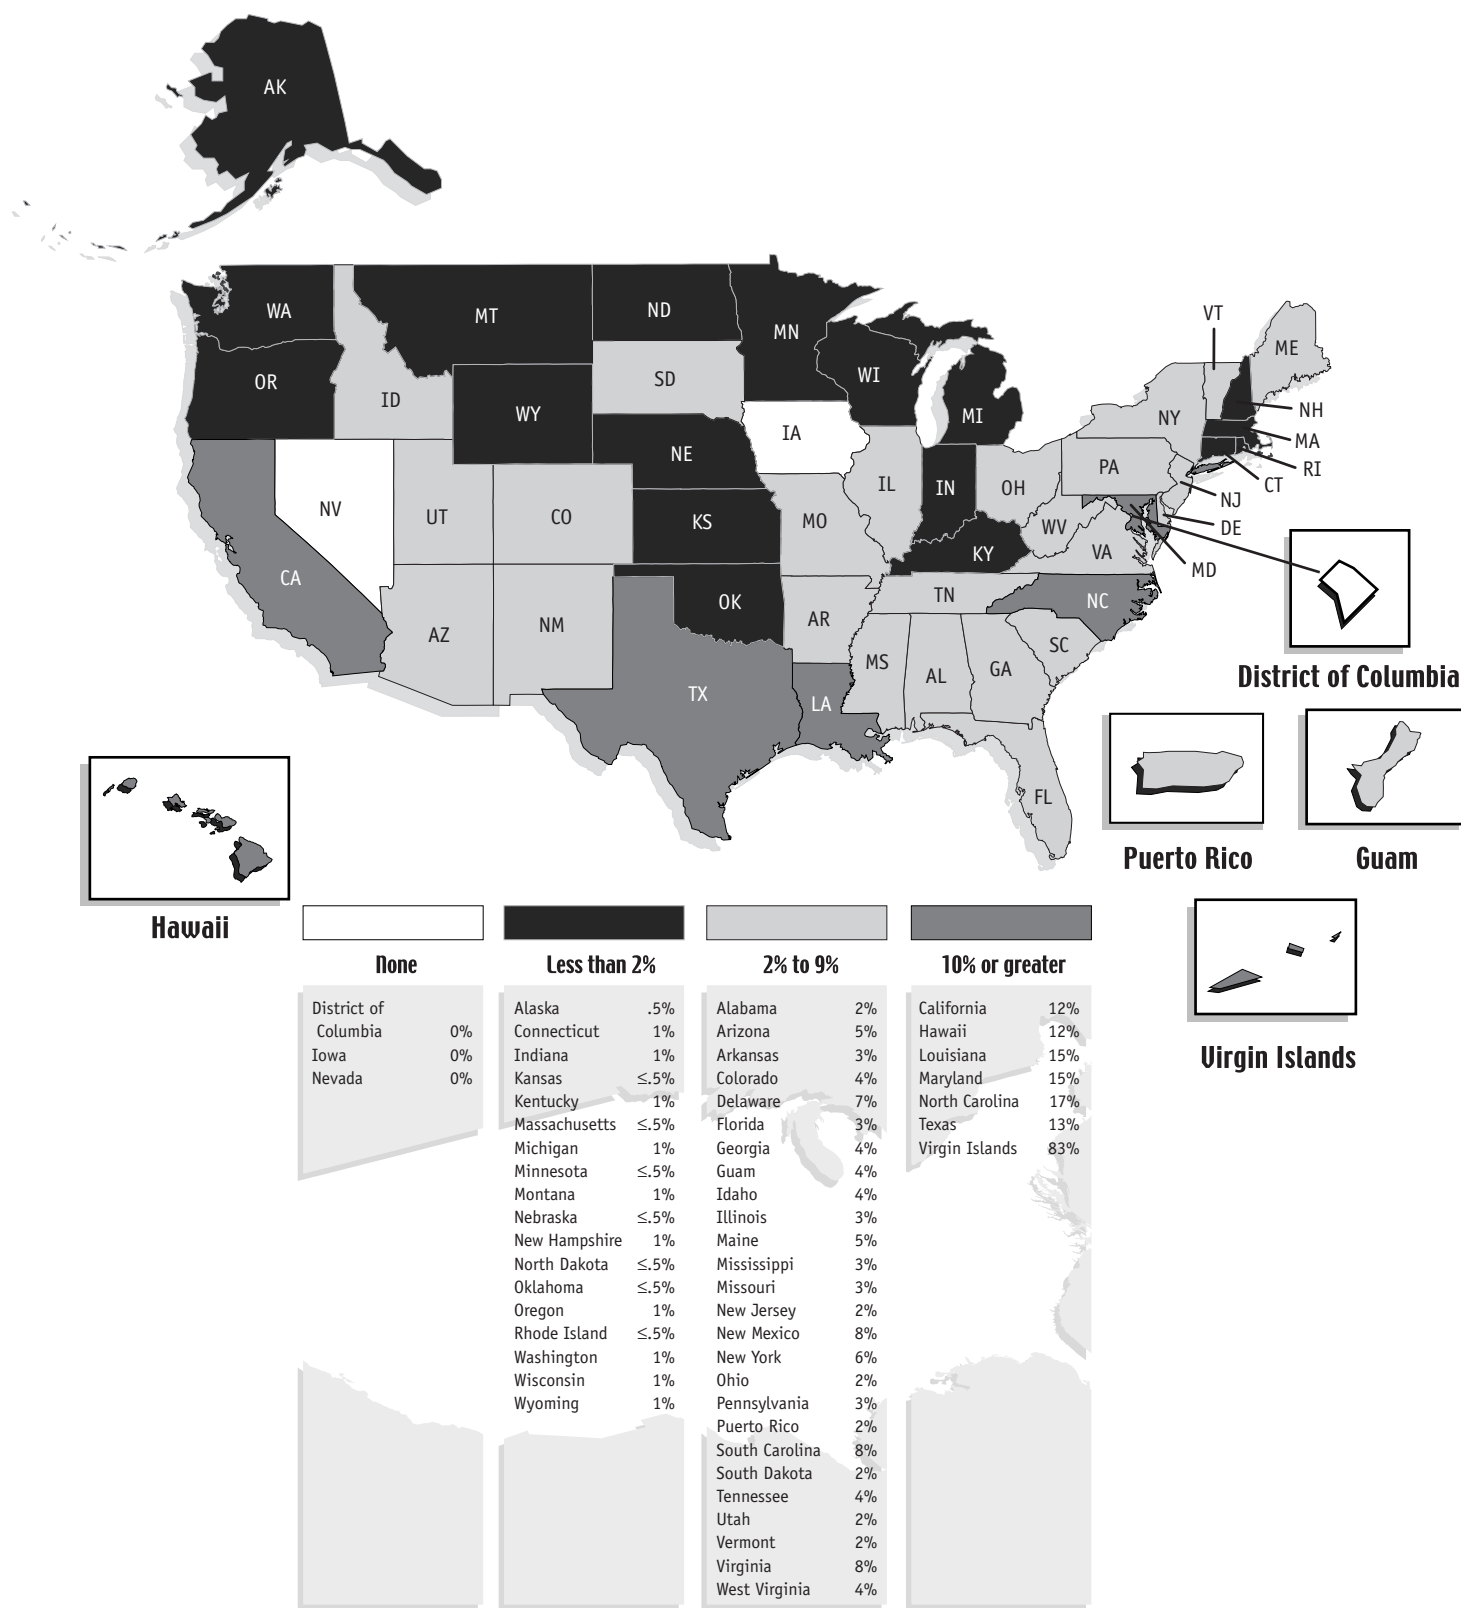 AK
WA
MT
ND
MN
VT
ME
OR
ID
SD
WI
WY
MI
NY
NH
IA
NE
MA
PA
RI
IL
IN
OH
CT
NV
NJ
UT
CO
KS
MO
WV
DE
KY
VA
CA
MD
OK
TN
NC
AZ
NM
AR
SC
MS
AL
GA
District of Columbia
TX
LA
FL
Puerto Rico
Guam
Hawaii
None
Less than 2%
2% to 9%
10% or greater
Virgin Islands
District of
Columbia 0%
Iowa 0%
Nevada 0%
Alaska .5%
Connecticut 1%
Indiana 1%
Kansas ≤.5%
Kentucky 1%
Massachusetts ≤.5%
Michigan 1%
Minnesota ≤.5%
Montana 1%
Nebraska ≤.5%
New Hampshire 1%
North Dakota ≤.5%
Oklahoma ≤.5%
Oregon 1%
Rhode Island ≤.5%
Washington 1%
Wisconsin 1%
Wyoming 1%
Alabama 2%
Arizona 5%
Arkansas 3%
Colorado 4%
Delaware 7%
Florida 3%
Georgia 4%
Guam 4%
Idaho 4%
Illinois 3%
Maine 5%
Mississippi 3%
Missouri 3%
New Jersey 2%
New Mexico 8%
New York 6%
Ohio 2%
Pennsylvania 3%
Puerto Rico 2%
South Carolina 8%
South Dakota 2%
Tennessee 4%
Utah 2%
Vermont 2%
Virginia 8%
West Virginia 4%
California 12%
Hawaii 12%
Louisiana 15%
Maryland 15%
North Carolina 17%
Texas 13%
Virgin Islands 83%